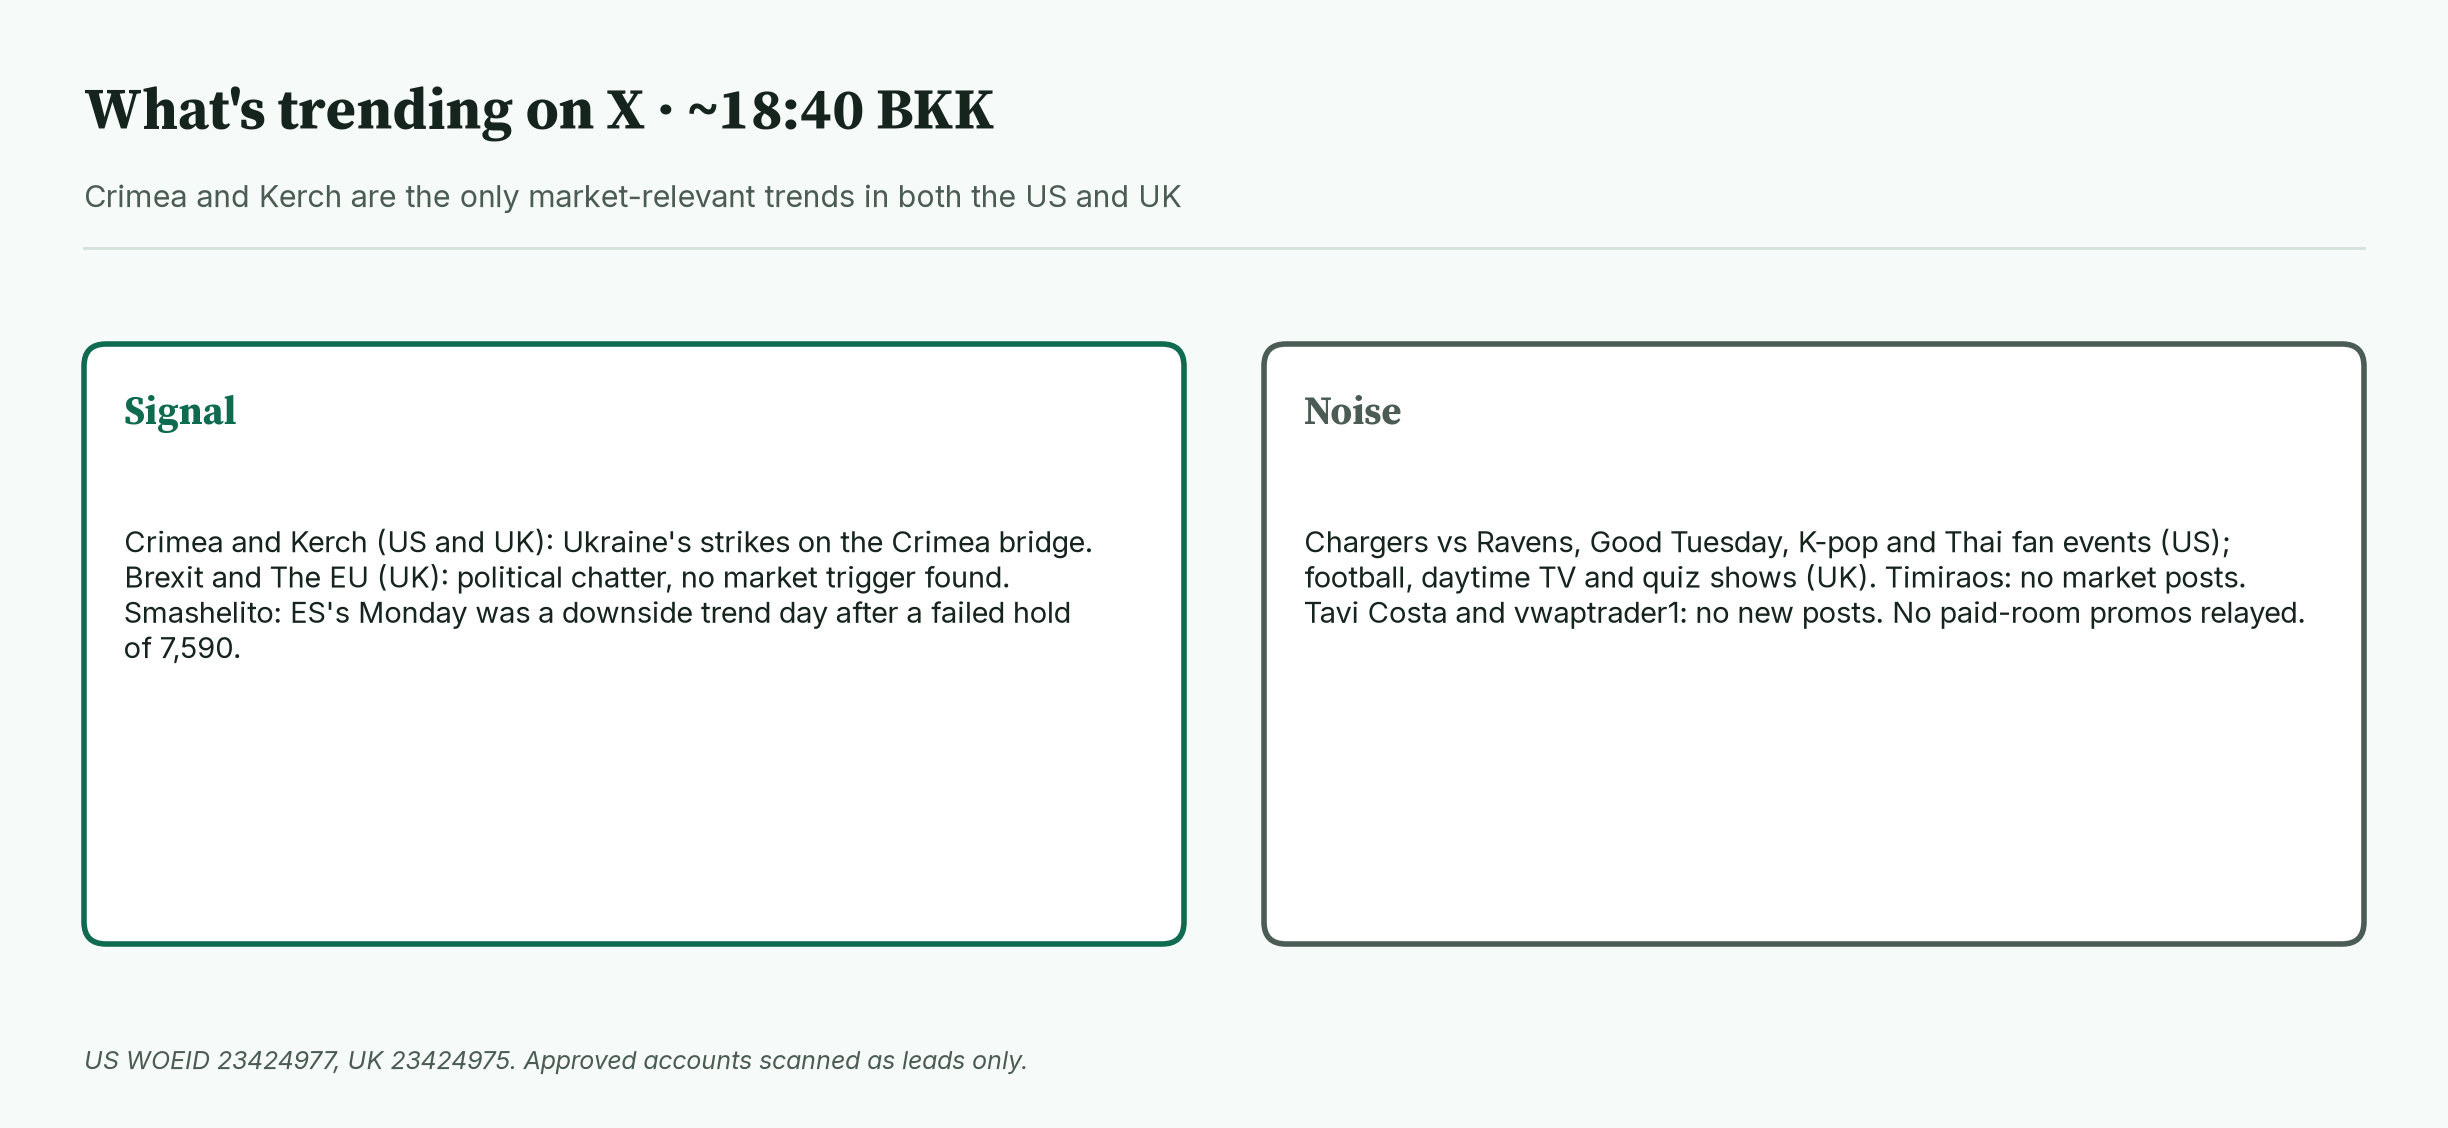 What's trending on X · ~18:40 BKK
Crimea and Kerch are the only market-relevant trends in both the US and UK
Signal
Crimea and Kerch (US and UK): Ukraine's strikes on the Crimea bridge.
Brexit and The EU (UK): political chatter, no market trigger found.
Smashelito: ES's Monday was a downside trend day after a failed hold
of 7,590.
Noise
Chargers vs Ravens, Good Tuesday, K-pop and Thai fan events (US);
football, daytime TV and quiz shows (UK). Timiraos: no market posts.
Tavi Costa and vwaptrader1: no new posts. No paid-room promos relayed.
US WOEID 23424977, UK 23424975. Approved accounts scanned as leads only.